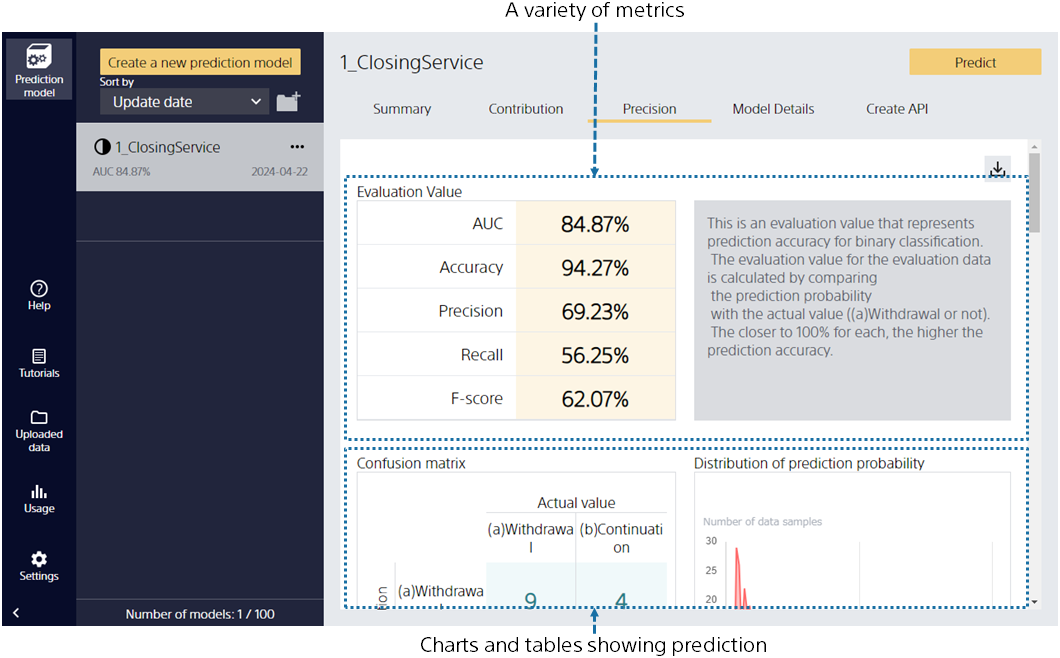 A variety of metrics
Prediction
model
Create a new prediction model
Sort by
Update date
1_ClosingService
AUC 84.87%
2024-04-22
Help
Tutorials
Uploaded
data
Usage
Settings
Number of models: 1 / 100
1_ClosingService
Predict
Summary
Contribution
Precision
Model Details
Create API
Evaluation Value
AUC
84.87%
Accuracy
94.27%
Precision
69.23%
Recall
56.25%
F-score
62.07%
This is an evaluation value that represents
prediction accuracy for binary classification.
The evaluation value for the evaluation data
is calculated by comparing
the prediction probability
with the actual value ((a)Withdrawal or not).
The closer to 100% for each, the higher the
prediction accuracy.
Confusion matrix
Actual value
(a)Withdrawa
l
(b)Continuati
on
(a)Withdrawa
9
4
Distribution of prediction probability
Number of data samples
30
25
20
Charts and tables showing prediction